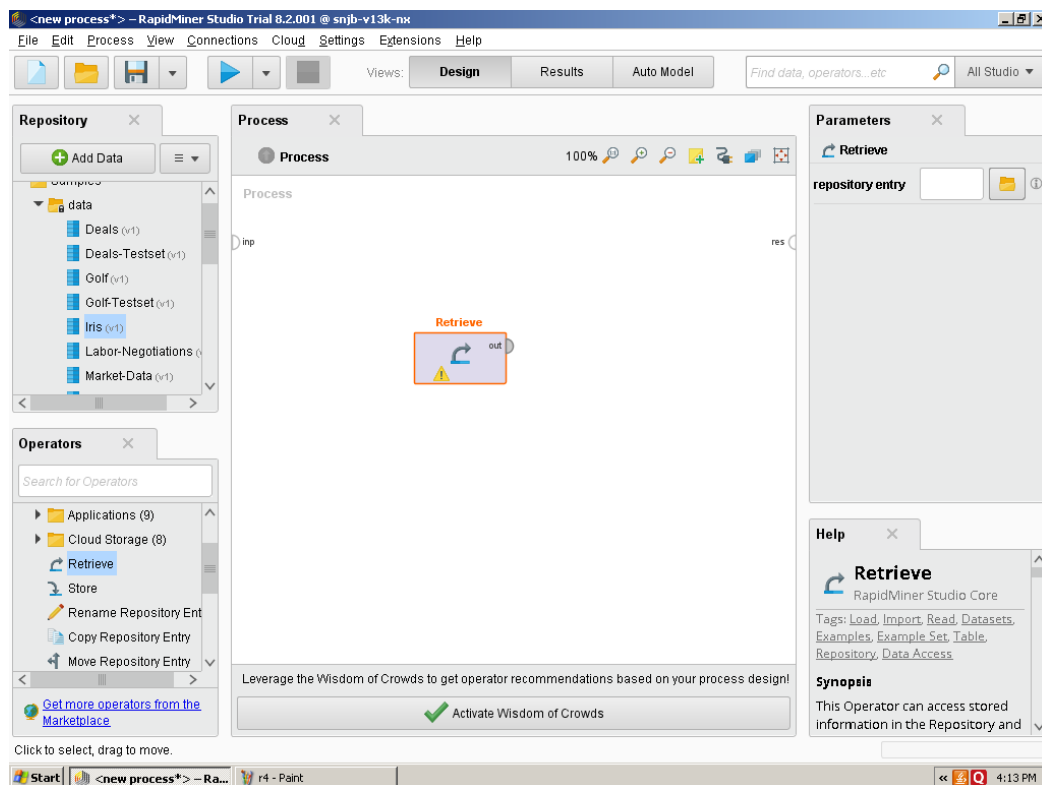 <new process*> – RapidMiner Studio Trial 8.2.001 @ snjb-v13k-nx
File Edit Process View Connections Cloud Settings Extensions Help
Views: Design Results Auto Model Find data, operators...etc All Studio
Repository
Add Data
Samples
data
Deals (v1)
Deals-Testset (v1)
Golf (v1)
Golf-Testset (v1)
Iris (v1)
Labor-Negotiations (
Market-Data (v1)
Operators
Search for Operators
Applications (9)
Cloud Storage (8)
Retrieve
Store
Rename Repository Ent
Copy Repository Entry
Move Repository Entry
Get more operators from the
Marketplace
Process
Process 100%
Process
inp res
Retrieve
out
Leverage the Wisdom of Crowds to get operator recommendations based on your process design!
Activate Wisdom of Crowds
Parameters
Retrieve
repository entry
Help
Retrieve
RapidMiner Studio Core
Tags: Load, Import, Read, Datasets,
Examples, Example Set, Table,
Repository, Data Access
Synopsis
This Operator can access stored
information in the Repository and
Click to select, drag to move.
Start <new process*> – Ra... r4 - Paint « Q 4:13 PM